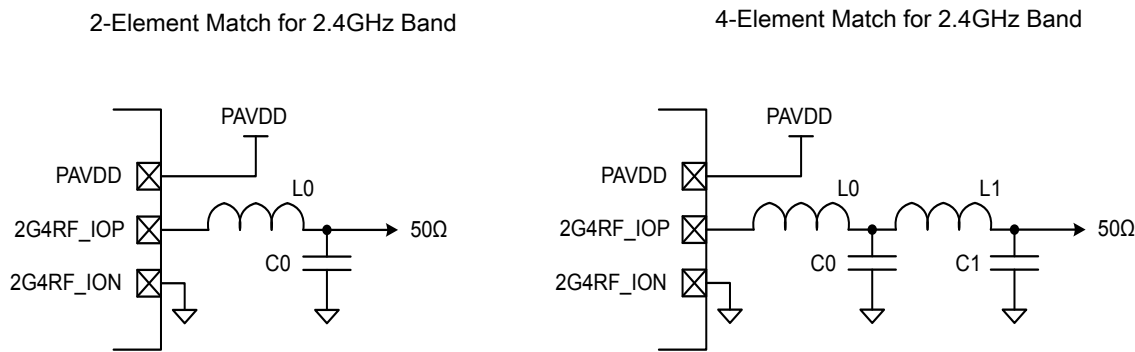 2-Element Match for 2.4GHz Band
PAVDD
PAVDD
L0
2G4RF_IOP
50Ω
C0
2G4RF_ION
4-Element Match for 2.4GHz Band
PAVDD
PAVDD
L0
L1
2G4RF_IOP
50Ω
C0
C1
2G4RF_ION